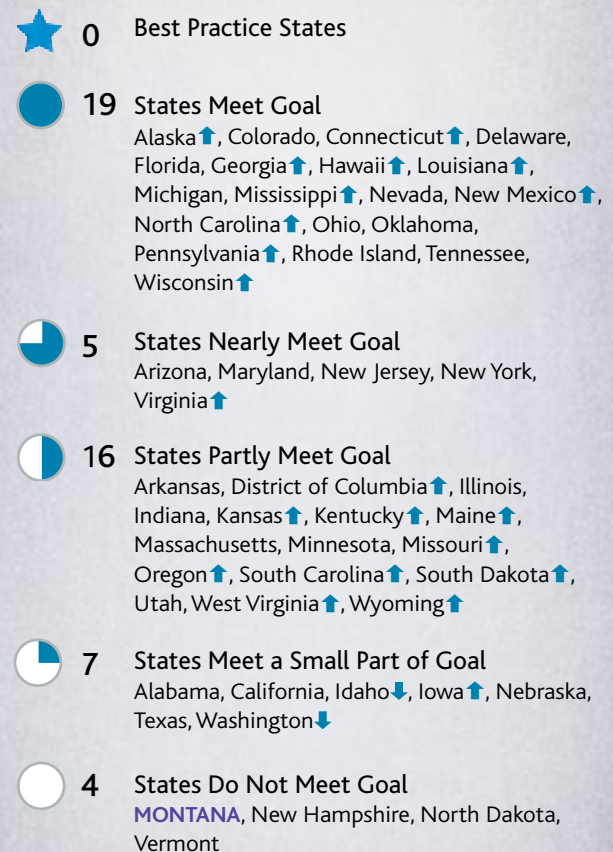 0 Best Practice States
19 States Meet Goal
Alaska⬆, Colorado, Connecticut⬆, Delaware,
Florida, Georgia⬆, Hawaii⬆, Louisiana⬆,
Michigan, Mississippi⬆, Nevada, New Mexico⬆,
North Carolina⬆, Ohio, Oklahoma,
Pennsylvania⬆, Rhode Island, Tennessee,
Wisconsin⬆
5 States Nearly Meet Goal
Arizona, Maryland, New Jersey, New York,
Virginia⬆
16 States Partly Meet Goal
Arkansas, District of Columbia⬆, Illinois,
Indiana, Kansas⬆, Kentucky⬆, Maine⬆,
Massachusetts, Minnesota, Missouri⬆,
Oregon⬆, South Carolina⬆, South Dakota⬆,
Utah, West Virginia⬆, Wyoming⬆
7 States Meet a Small Part of Goal
Alabama, California, Idaho⬇, Iowa⬆, Nebraska,
Texas, Washington⬇
4 States Do Not Meet Goal
MONTANA, New Hampshire, North Dakota,
Vermont